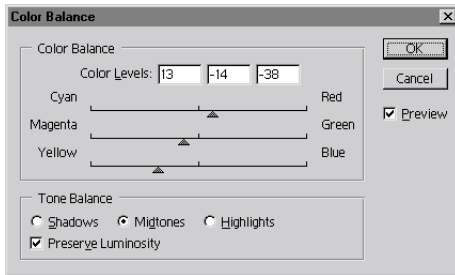 Color Balance
Color Balance
Color Levels: 13 -14 -38
Cyan Red
Magenta Green
Yellow Blue
Tone Balance
Shadows Midtones Highlights
Preserve Luminosity
OK
Cancel
Preview